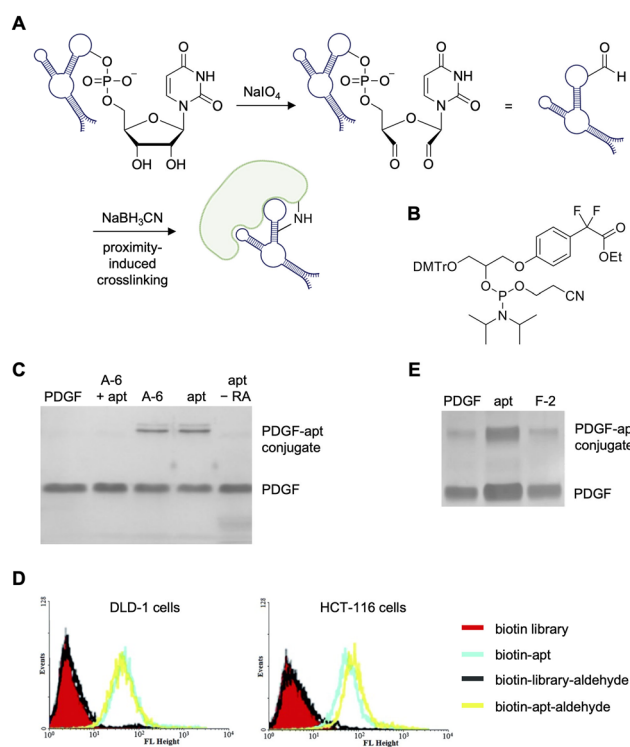 A
O
O
O=P-O⁻
O
O
N
NH
O
O
OH OH
NaIO₄
O
O=P-O⁻
O
O
N
NH
O
O
O
O
=
O
H
NaBH₃CN
proximity-
induced
crosslinking
NH
B
F F
O
OEt
DMTrO
O
O
P
O
CN
N
C
PDGF
A-6
+ apt
A-6
apt
apt
− RA
PDGF-apt
conjugate
PDGF
E
PDGF apt F-2
PDGF-ap
conjugate
PDGF
D
DLD-1 cells
128
Events
0
10⁰ 10¹ 10² 10³ 10⁴
FL Height
HCT-116 cells
128
Events
0
10⁰ 10¹ 10² 10³ 10⁴
FL Height
biotin library
biotin-apt
biotin-library-aldehyde
biotin-apt-aldehyde